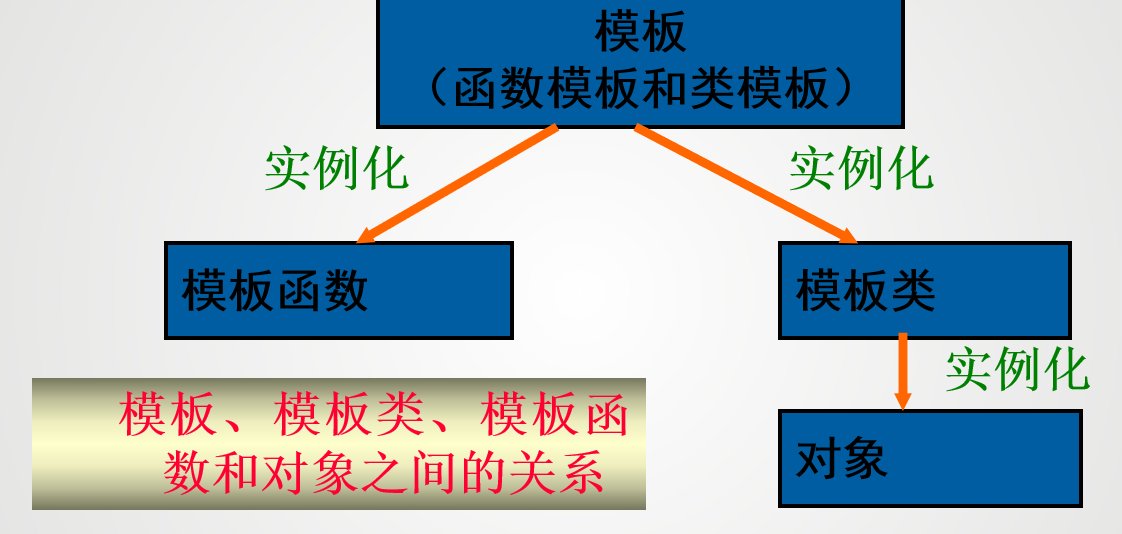 模板
（函数模板和类模板）
实例化
实例化
模板函数
模板类
实例化
模板、模板类、模板函
数和对象之间的关系
对象